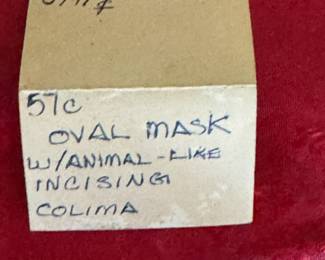 57c
OVAL MASK
W/ANIMAL-LIKE
INCISING
COLIMA